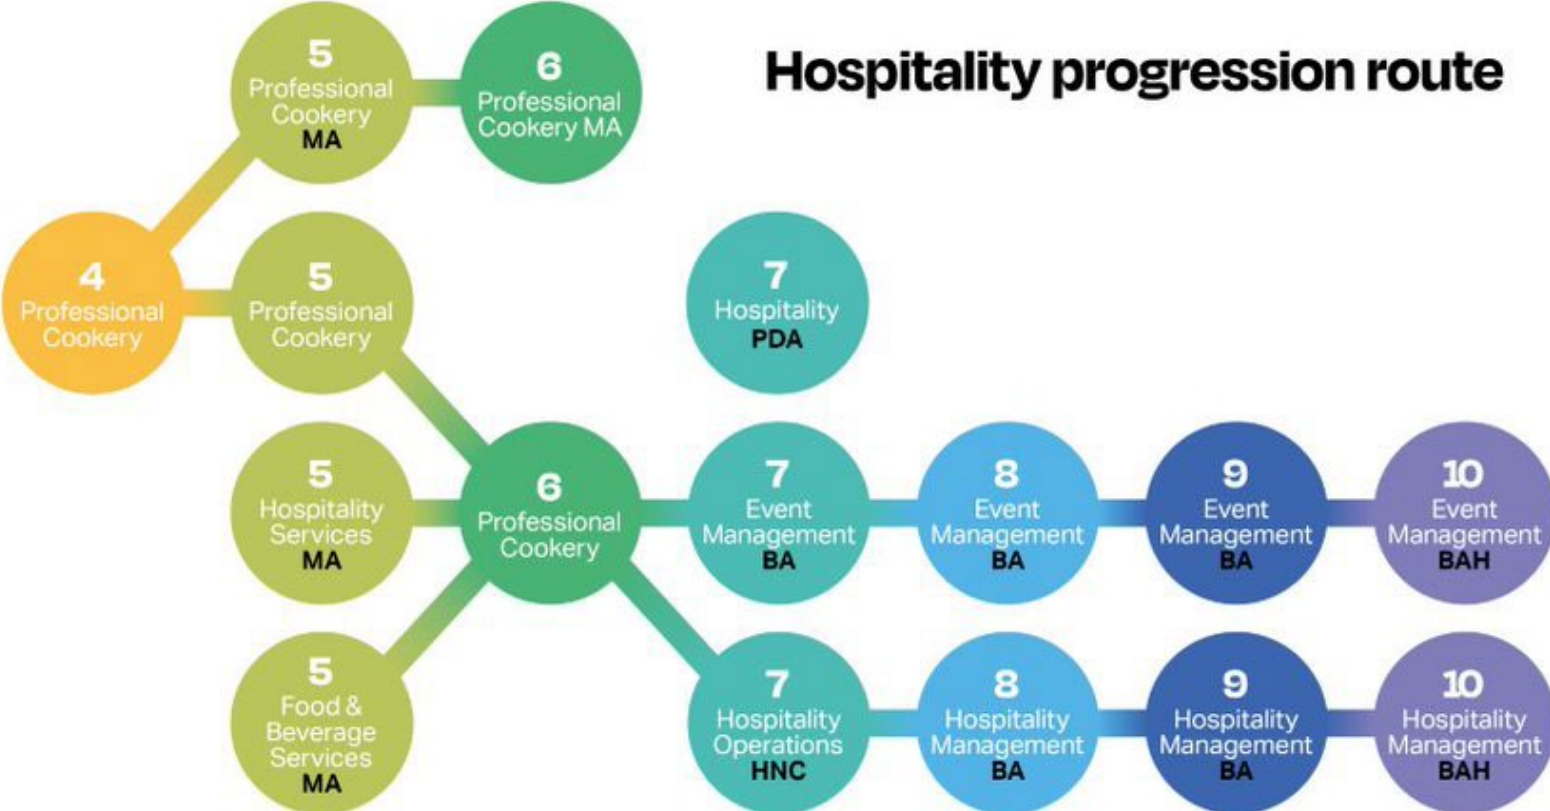 Hospitality progression route
5
Professional
Cookery
MA
6
Professional
Cookery MA
4
Professional
Cookery
5
Professional
Cookery
7
Hospitality
PDA
5
Hospitality
Services
MA
6
Professional
Cookery
7
Event
Management
BA
8
Event
Management
BA
9
Event
Management
BA
10
Event
Management
BAH
5
Food &
Beverage
Services
MA
7
Hospitality
Operations
HNC
8
Hospitality
Management
BA
9
Hospitality
Management
BA
10
Hospitality
Management
BAH